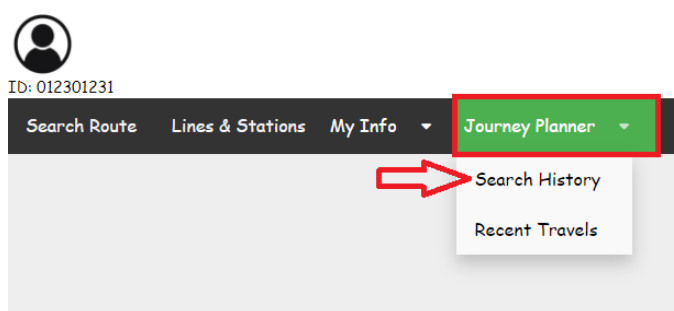 ID: 012301231
Search Route Lines & Stations My Info Journey Planner
Search History
Recent Travels